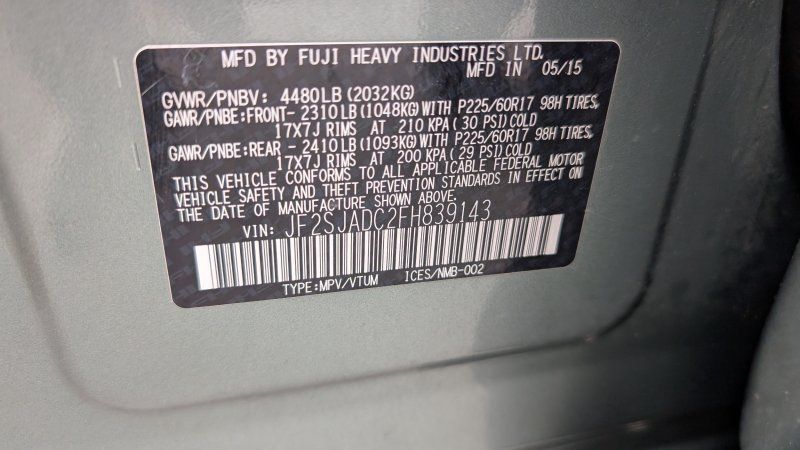 MFD BY FUJI HEAVY INDUSTRIES LTD.
MFD IN 05/15
GVWR/PNBV: 4480LB (2032KG)
GAWR/PNBE:FRONT- 2310LB (1048KG) WITH P225/60R17 98H TIRES,
17X7J RIMS AT 210 KPA (30 PSI) COLD
GAWR/PNBE:REAR - 2410LB (1093KG) WITH P225/60R17 98H TIRES,
17X7J RIMS AT 200 KPA (29 PSI) COLD
THIS VEHICLE CONFORMS TO ALL APPLICABLE FEDERAL MOTOR
VEHICLE SAFETY AND THEFT PREVENTION STANDARDS IN EFFECT ON
THE DATE OF MANUFACTURE SHOWN ABOVE.
VIN: JF2SJADC2FH839143
TYPE:MPV/VTUM ICES/NMB-002